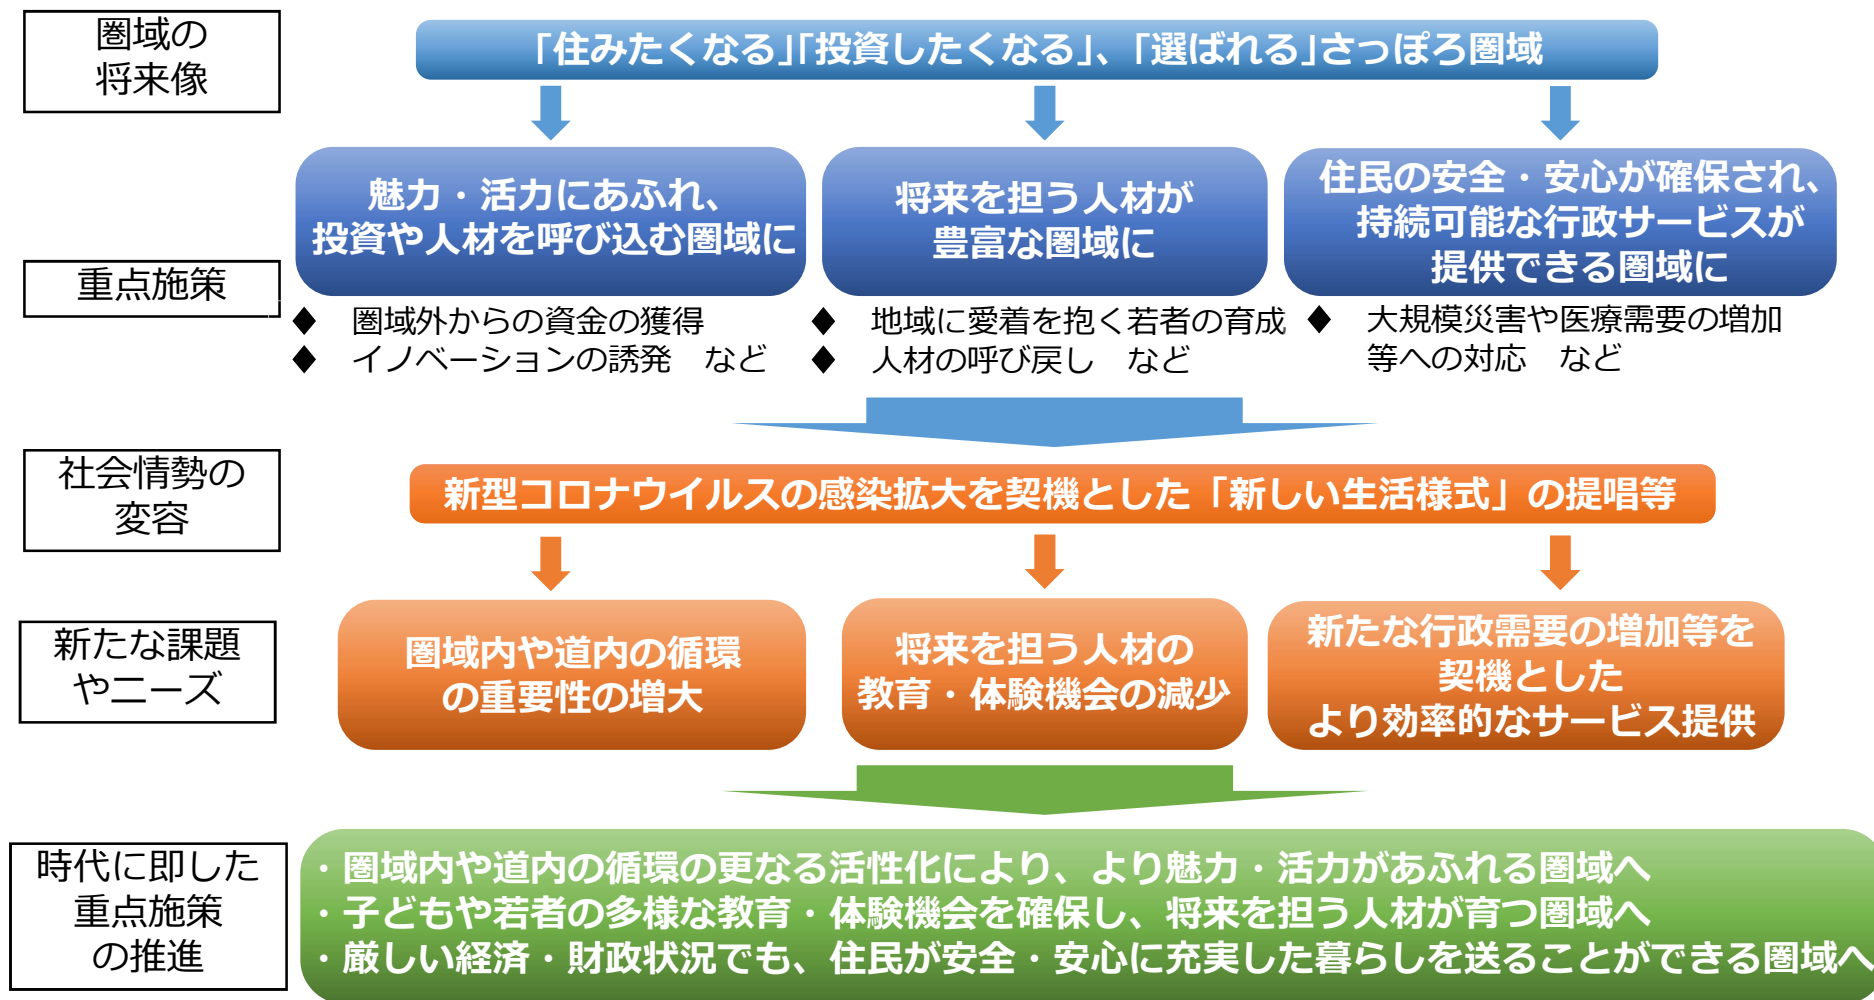 圏域の
将来像
「住みたくなる」「投資したくなる」、「選ばれる」さっぽろ圏域
重点施策
魅力・活力にあふれ、
投資や人材を呼び込む圏域に
◆ 圏域外からの資金の獲得
◆ イノベーションの誘発 など
将来を担う人材が
豊富な圏域に
◆ 地域に愛着を抱く若者の育成
◆ 人材の呼び戻し など
住民の安全・安心が確保され、
持続可能な行政サービスが
提供できる圏域に
◆ 大規模災害や医療需要の増加
等への対応 など
社会情勢の
変容
新型コロナウイルスの感染拡大を契機とした「新しい生活様式」の提唱等
新たな課題
やニーズ
圏域内や道内の循環
の重要性の増大
将来を担う人材の
教育・体験機会の減少
新たな行政需要の増加等を
契機とした
より効率的なサービス提供
時代に即した
重点施策
の推進
・圏域内や道内の循環の更なる活性化により、より魅力・活力があふれる圏域へ
・子どもや若者の多様な教育・体験機会を確保し、将来を担う人材が育つ圏域へ
・厳しい経済・財政状況でも、住民が安全・安心に充実した暮らしを送ることができる圏域へ